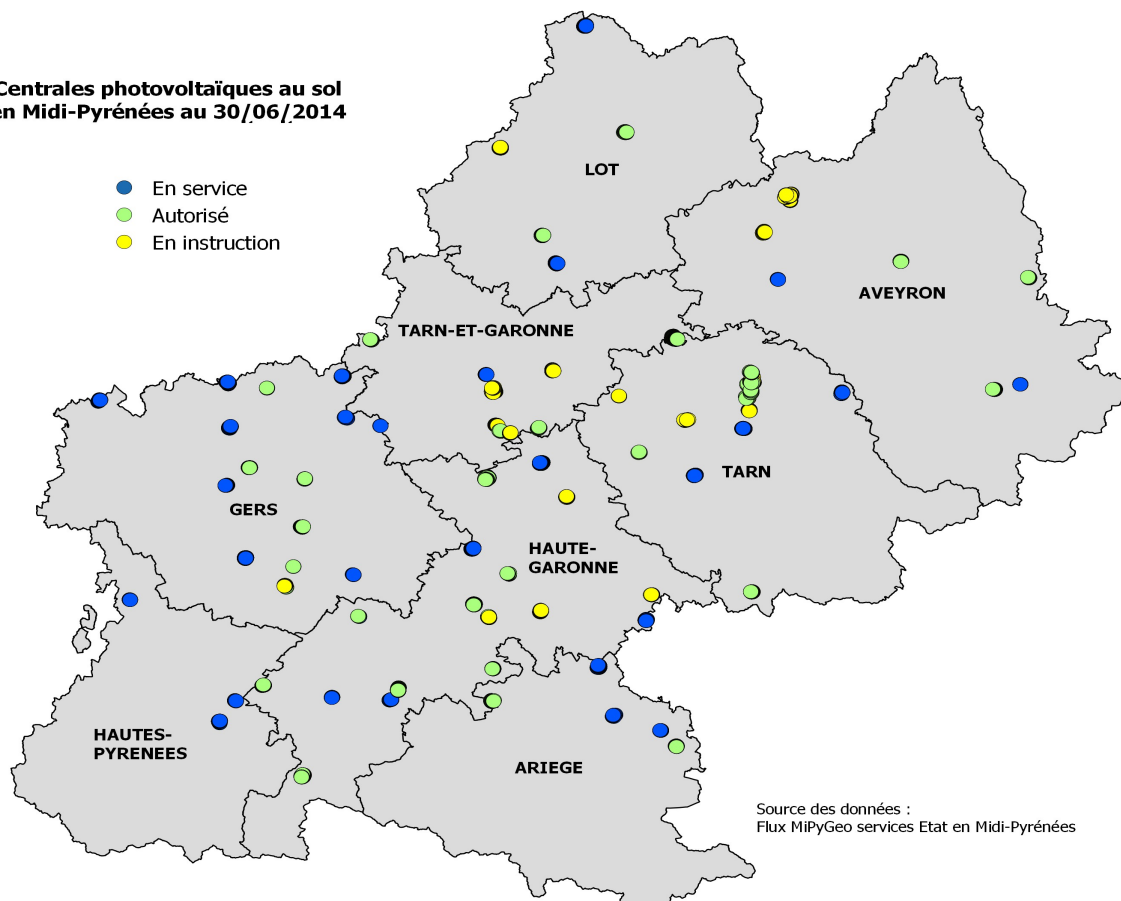 Centrales photovoltaïques au sol
en Midi-Pyrénées au 30/06/2014
En service
Autorisé
En instruction
LOT
AVEYRON
TARN-ET-GARONNE
TARN
GERS
HAUTE-
GARONNE
HAUTES-
PYRENEES
ARIEGE
Source des données :
Flux MiPyGeo services Etat en Midi-Pyrénées